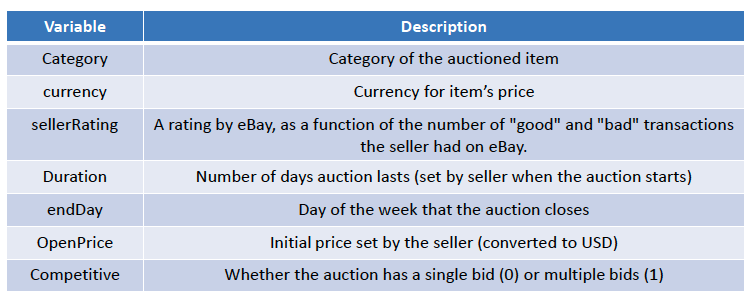 Variable Description
Category Category of the auctioned item
currency Currency for item's price
sellerRating A rating by eBay, as a function of the number of "good" and "bad" transactions
the seller had on eBay.
Duration Number of days auction lasts (set by seller when the auction starts)
endDay Day of the week that the auction closes
OpenPrice Initial price set by the seller (converted to USD)
Competitive Whether the auction has a single bid (0) or multiple bids (1)